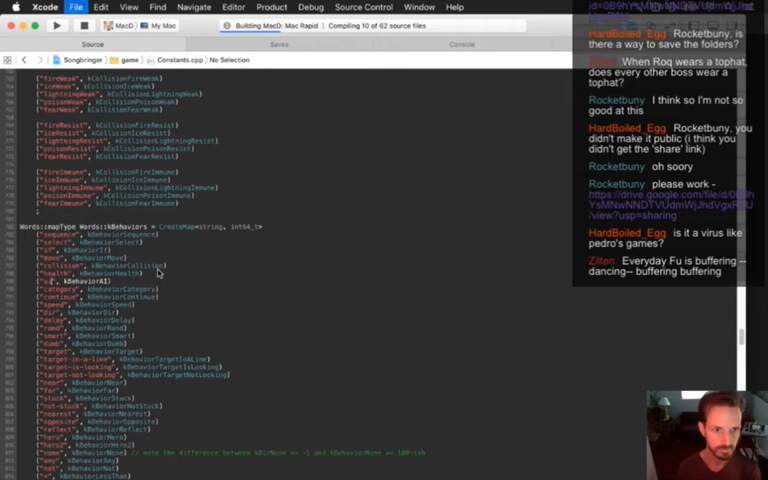 Xcode File Edit View Find Navigate Editor Product Debug Source Control Window Help
MacD My Mac
Building MacD: Mac Rapid Compiling 10 of 62 source files
Source
Saves
Console
Songbringer game Constants.cpp No Selection
("fireWeak", kCollisionFireWeak)
("iceWeak", kCollisionIceWeak)
("lightningWeak", kCollisionLightningWeak)
("poisonWeak", kCollisionPoisonWeak)
("fearWeak", kCollisionFearWeak)
("fireResist", kCollisionFireResist)
("iceResist", kCollisionIceResist)
("lightningResist", kCollisionLightningResist)
("poisonResist", kCollisionPoisonResist)
("fearResist", kCollisionFearResist)
("fireImmune", kCollisionFireImmune)
("iceImmune", kCollisionIceImmune)
("lightningImmune", kCollisionLightningImmune)
("poisonImmune", kCollisionPoisonImmune)
("fearImmune", kCollisionFearImmune)
;
Words::mapType Words::kBehaviors = CreateMap<string, int64_t>
("sequence", kBehaviorSequence)
("select", kBehaviorSelect)
("if", kBehaviorIf)
("move", kBehaviorMove)
("collision", kBehaviorCollision)
("health", kBehaviorHealth)
("ai", kBehaviorAI)
("category", kBehaviorCategory)
("continue", kBehaviorContinue)
("speed", kBehaviorSpeed)
("dir", kBehaviorDir)
("delay", kBehaviorDelay)
("rand", kBehaviorRand)
("smart", kBehaviorSmart)
("dumb", kBehaviorDumb)
("target", kBehaviorTarget)
("target-in-a-line", kBehaviorTargetInALine)
("target-is-looking", kBehaviorTargetIsLooking)
("target-not-looking", kBehaviorTargetNotLooking)
("near", kBehaviorNear)
("far", kBehaviorFar)
("stuck", kBehaviorStuck)
("not-stuck", kBehaviorNotStuck)
("nearest", kBehaviorNearest)
("opposite", kBehaviorOpposite)
("reflect", kBehaviorReflect)
("hero", kBehaviorHero)
("hero2", kBehaviorHero2)
("none", kBehaviorNone) // note the difference between kDirNone == -1 and kBehaviorNone == 100-ish
("any", kBehaviorAny)
("not", kBehaviorNot)
("<", kBehaviorLessThan)
HardBoiled_Egg Rocketbuny, is
there a way to save the folders?
Zilten When Roq wears a tophat,
does every other boss wear a
tophat?
Rocketbuny I think so I'm not so
good at this
HardBoiled_Egg Rocketbuny, you
didn't make it public (i think you
didn't get the 'share' link)
Rocketbuny oh soory
Rocketbuny please work -
/view?usp=sharing
HardBoiled_Egg is it a virus like
pedro's games?
Zilten Everyday Fu is buffering --
dancing-- buffering buffering